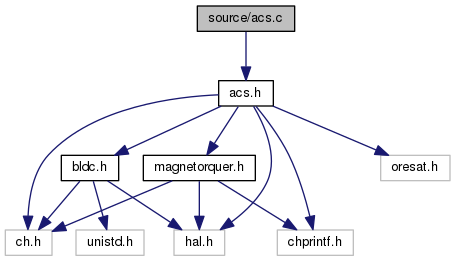 source/acs.c
acs.h
bldc.h
magnetorquer.h
oresat.h
ch.h
unistd.h
hal.h
chprintf.h